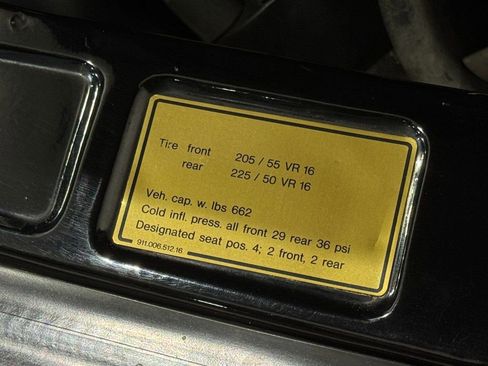 Tire front 205 / 55 VR 16
rear 225 / 50 VR 16
Veh. cap. w. lbs 662
Cold infl. press. all front 29 rear 36 psi
Designated seat pos. 4; 2 front, 2 rear
911.006.512.16